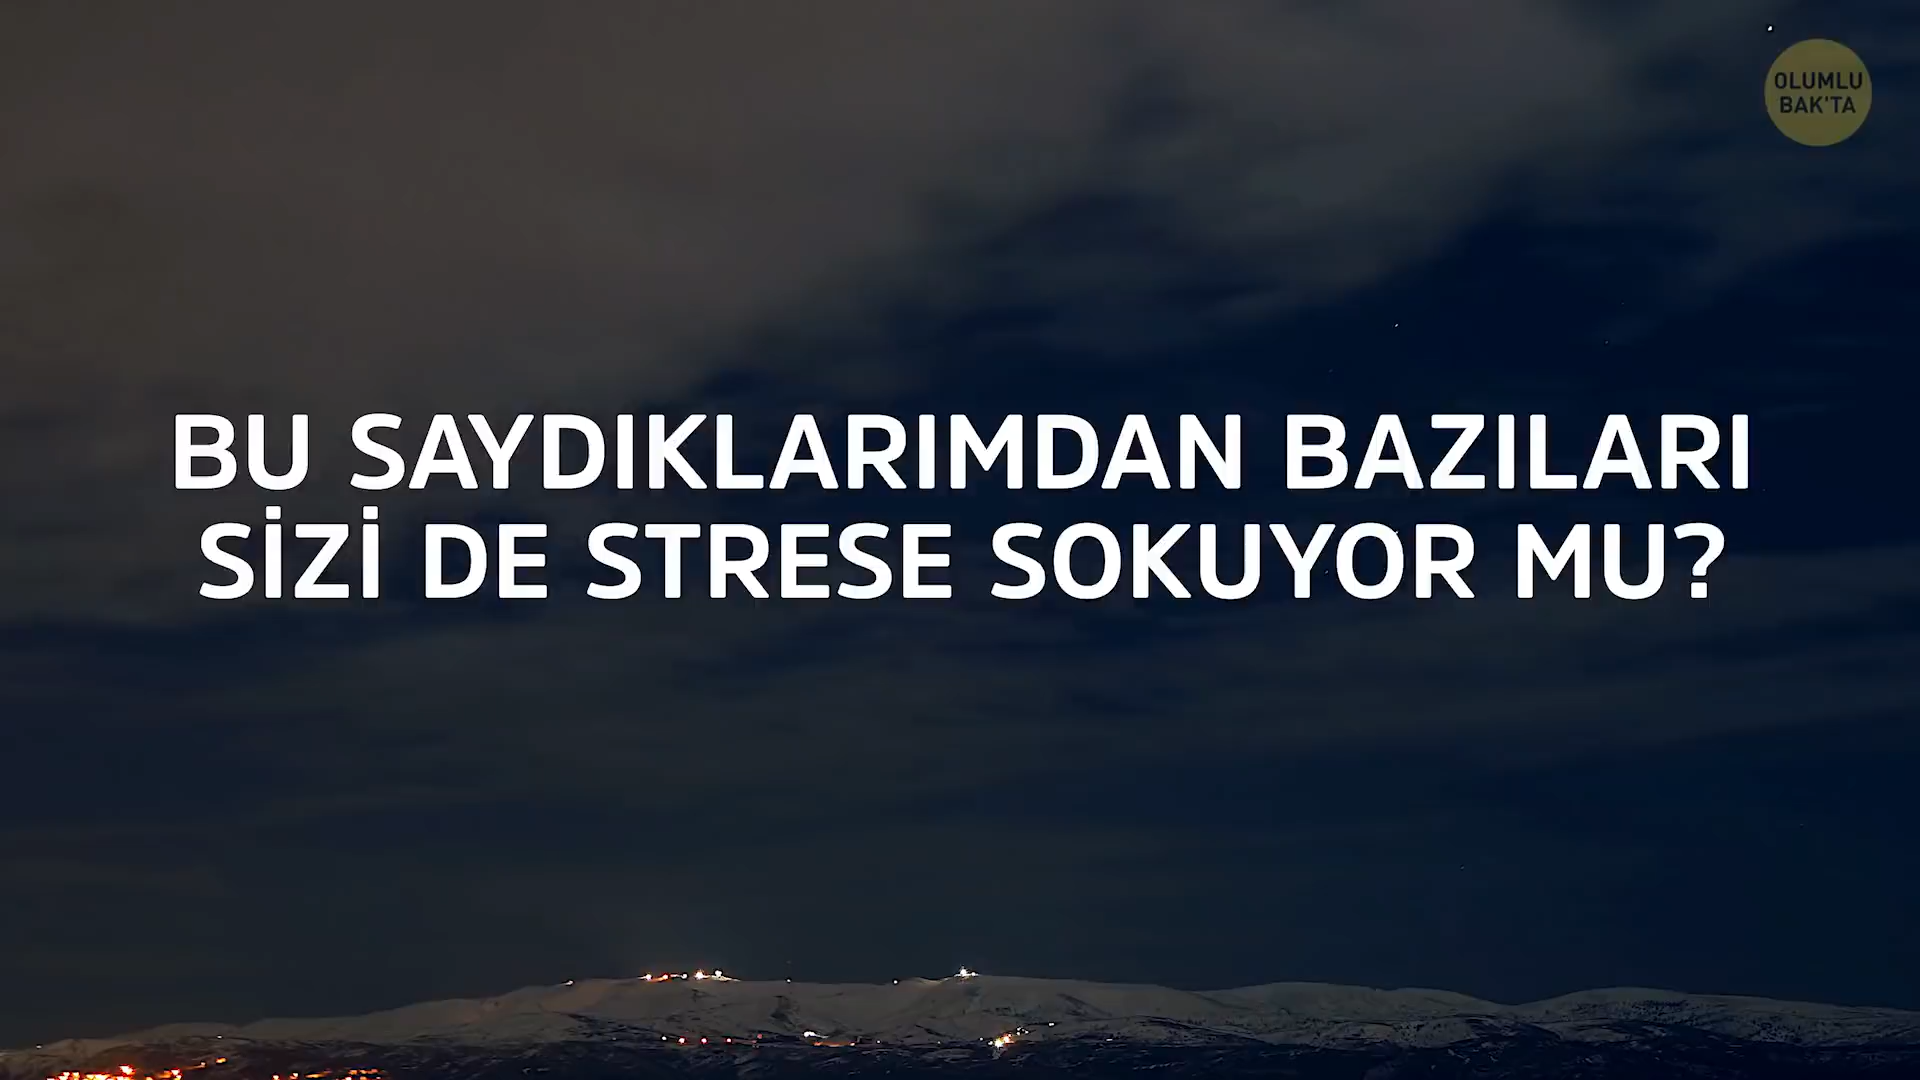 OLUMLU
BAK'TA
BU SAYDIKLARIMDAN BAZILARI
SİZİ DE STRESE SOKUYOR MU?